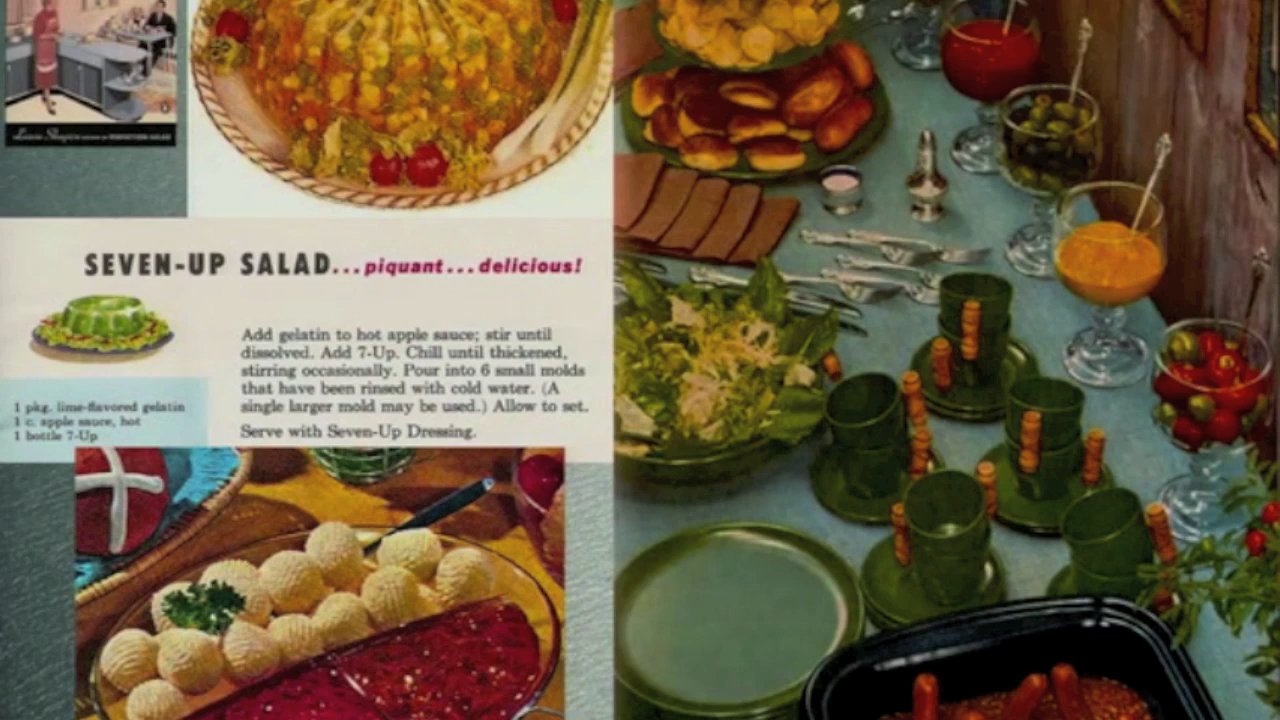 SEVEN-UP SALAD...piquant...delicious!
Add gelatin to hot apple sauce; stir until
dissolved. Add 7-Up. Chill until thickened,
stirring occasionally. Pour into 6 small molds
that have been rinsed with cold water. (A
single larger mold may be used.) Allow to set.
Serve with Seven-Up Dressing.
1 pkg. lime-flavored gelatin
1 c. apple sauce, hot
1 bottle 7-Up